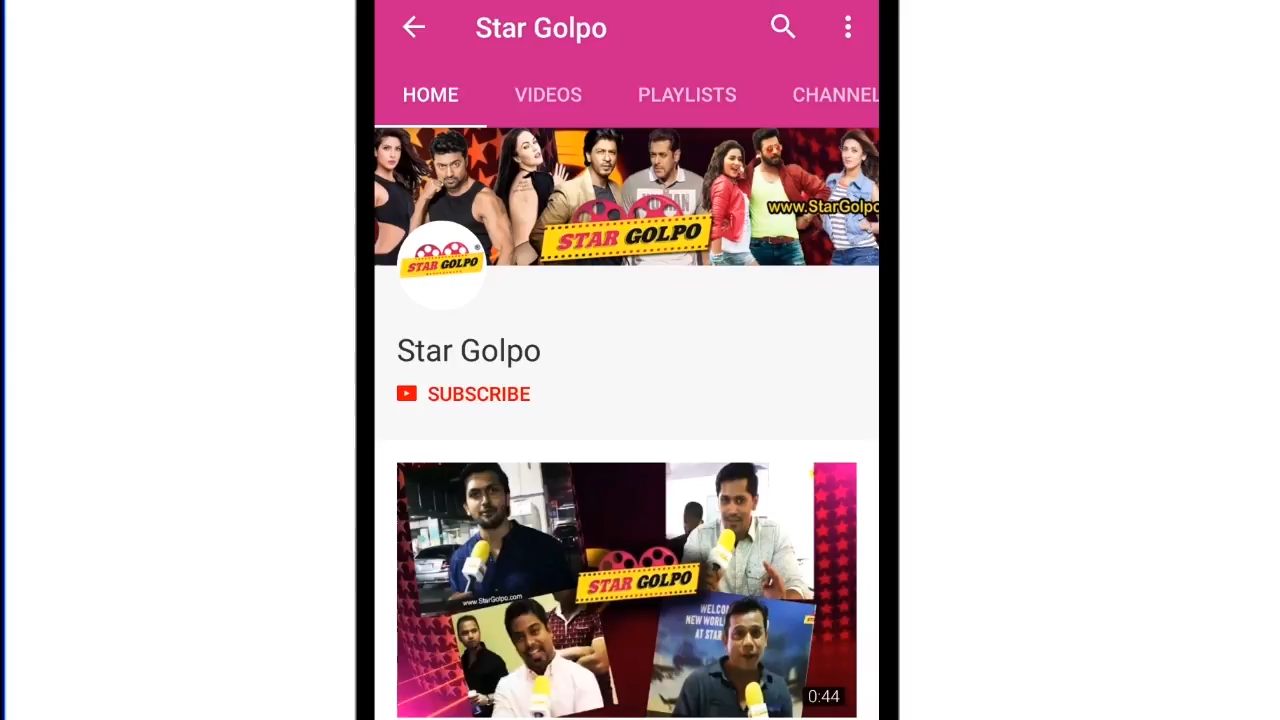 Star Golpo
HOME VIDEOS PLAYLISTS CHANNEL
www.StarGolpo
STAR GOLPO
STAR GOLPO
Star Golpo
SUBSCRIBE
STAR GOLPO
www.StarGolpo.com
WELCO
NEW WORL
AT STAR
0:44